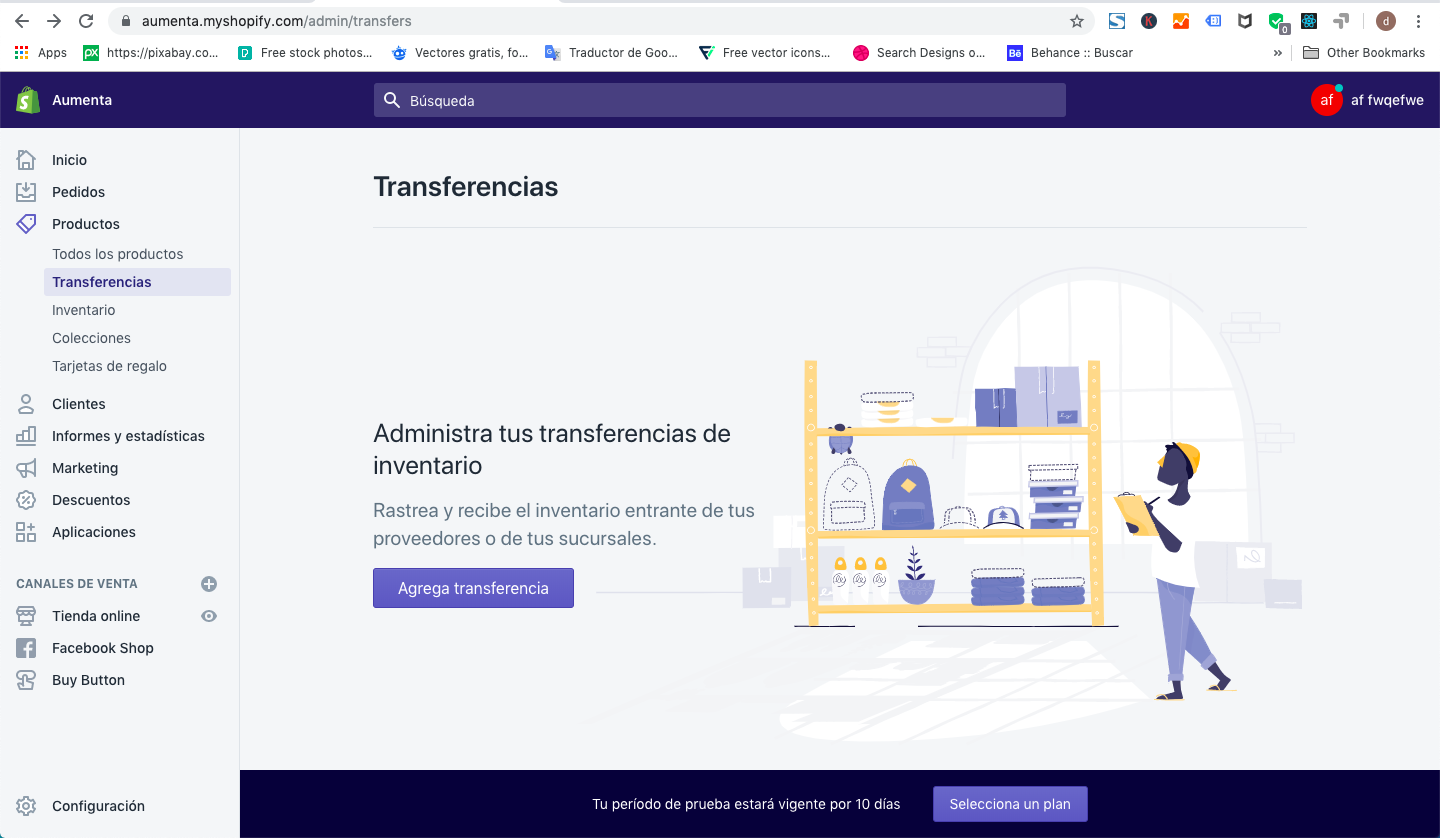 aumenta.myshopify.com/admin/transfers
K
0
d
Apps
px https://pixabay.co...
Free stock photos...
Vectores gratis, fo...
Traductor de Goo...
Free vector icons...
Search Designs o...
Bē Behance :: Buscar
»
Other Bookmarks
Aumenta
Búsqueda
af
af fwqefwe
Inicio
Pedidos
Productos
Todos los productos
Transferencias
Inventario
Colecciones
Tarjetas de regalo
Clientes
Informes y estadísticas
Marketing
Descuentos
Aplicaciones
CANALES DE VENTA
Tienda online
Facebook Shop
Buy Button
Configuración
Transferencias
Administra tus transferencias de
inventario
Rastrea y recibe el inventario entrante de tus
proveedores o de tus sucursales.
Agrega transferencia
Tu período de prueba estará vigente por 10 días
Selecciona un plan